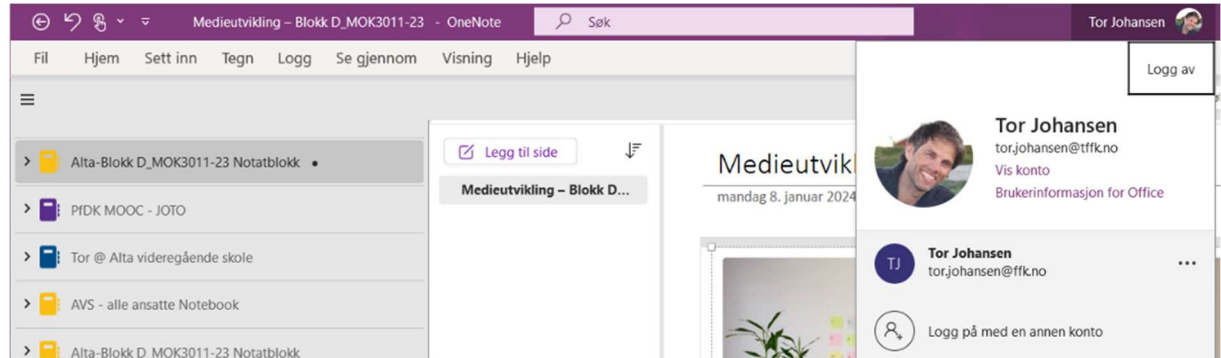 Medieutvikling – Blokk D_MOK3011-23 - OneNote
Søk
Tor Johansen
Fil Hjem Sett inn Tegn Logg Se gjennom Visning Hjelp
Logg av
Alta-Blokk D_MOK3011-23 Notatblokk
PfDK MOOC - JOTO
Tor @ Alta videregående skole
AVS - alle ansatte Notebook
Alta-Blokk D_MOK3011-23 Notatblokk
Legg til side
Medieutvikling – Blokk D...
Medieutvikl
mandag 8. januar 2024
Tor Johansen
tor.johansen@tffk.no
Vis konto
Brukerinformasjon for Office
TJ
Tor Johansen
tor.johansen@ffk.no
Logg på med en annen konto